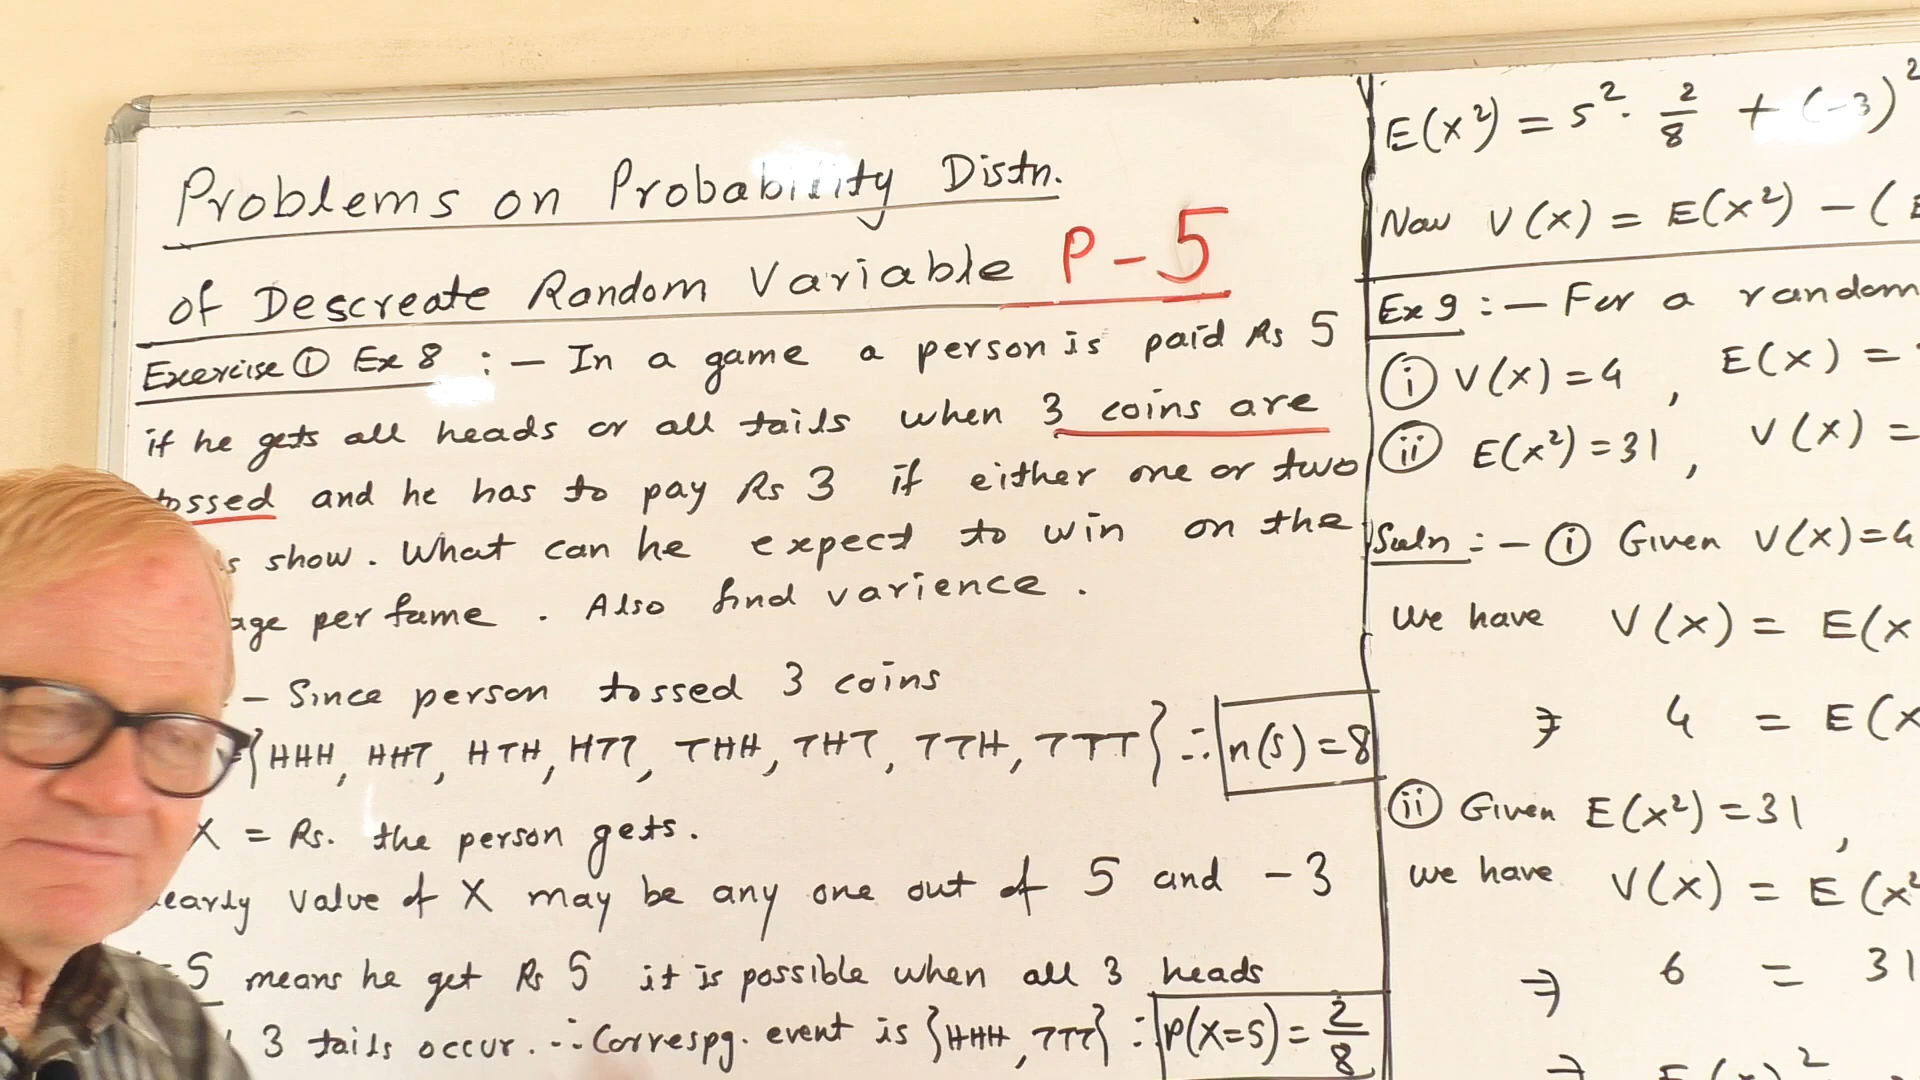 Problems on Probability Distn.
of Descreate Random Variable P-5
Exercise ① Ex 8 :- In a game a person is paid Rs 5
if he gets all heads or all tails when 3 coins are
tossed and he has to pay Rs 3 if either one or two
s show. What can he expect to win on the
age per fame. Also find varience.
- Since person tossed 3 coins
={HHH, HHT, HTH, HTT, THH, THT, TTH, TTT} ∴ n(S)=8
X = Rs. the person gets.
early value of X may be any one out of 5 and -3
5 means he get Rs 5 it is possible when all 3 heads
3 tails occur. ∴ Correspg. event is {HHH, TTT} ∴ P(X=5) = 2/8
E(X²) = 5². 2/8 + (-3)²
Now V(X) = E(X²) - (E
Ex 9 :- For a random
(i) V(X)=4, E(X) =
(ii) E(X²)=31, V(X) =
Soln :- (i) Given V(X)=4
we have V(X) = E(X
⇒ 4 = E(X
(ii) Given E(X²)=31,
we have V(X) = E(X²
⇒ 6 = 31